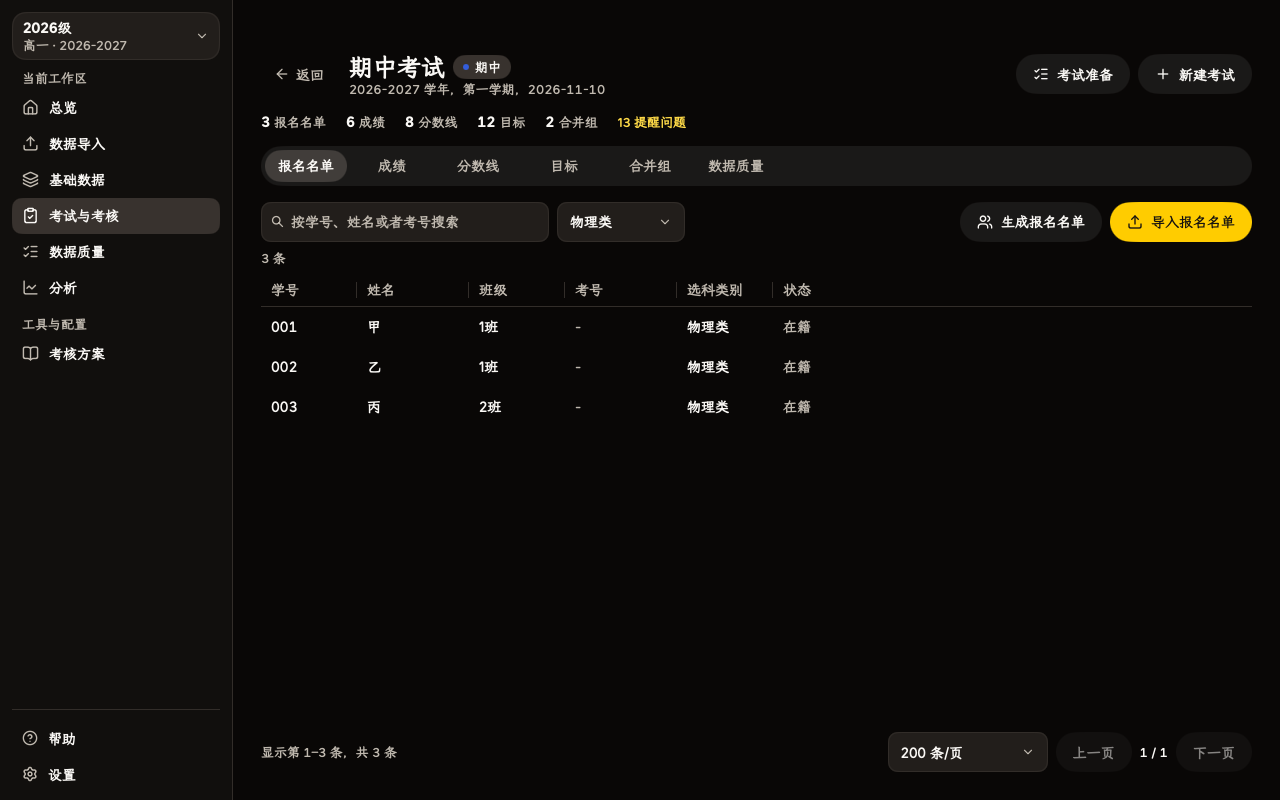 2026级
高一 · 2026-2027
当前工作区
总览
数据导入
基础数据
考试与考核
数据质量
分析
工具与配置
考核方案
帮助
设置
返回
期中考试 期中
2026-2027 学年，第一学期，2026-11-10
考试准备
新建考试
3 报名名单 6 成绩 8 分数线 12 目标 2 合并组 13 提醒问题
报名名单 成绩 分数线 目标 合并组 数据质量
按学号、姓名或者考号搜索
物理类
生成报名名单
导入报名名单
3 条
学号 姓名 班级 考号 选科类别 状态
001 甲 1班 - 物理类 在籍
002 乙 1班 - 物理类 在籍
003 丙 2班 - 物理类 在籍
显示第 1–3 条，共 3 条
200 条/页
上一页
1 / 1
下一页